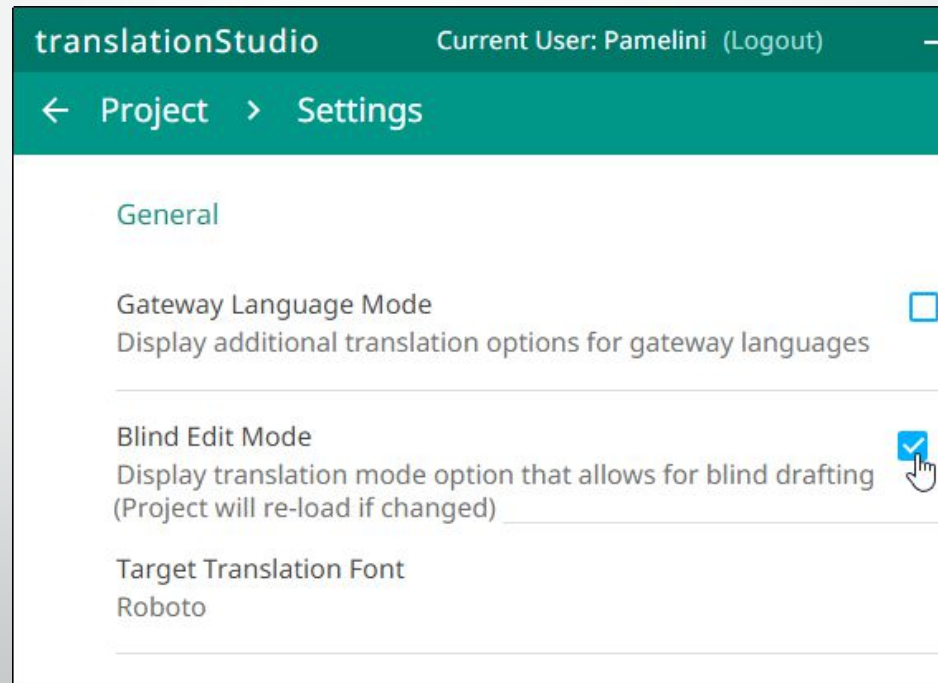 translationStudio Current User: Pamelini (Logout)
Project > Settings
General
Gateway Language Mode
Display additional translation options for gateway languages
Blind Edit Mode
Display translation mode option that allows for blind drafting
(Project will re-load if changed)
Target Translation Font
Roboto